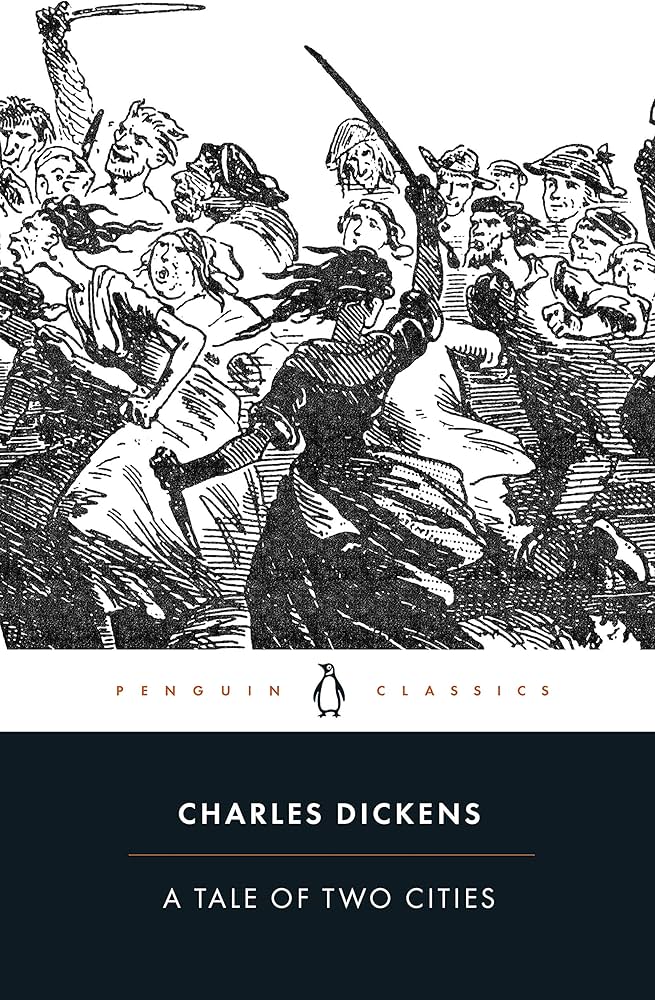 PENGUIN CLASSICS
CHARLES DICKENS
A TALE OF TWO CITIES